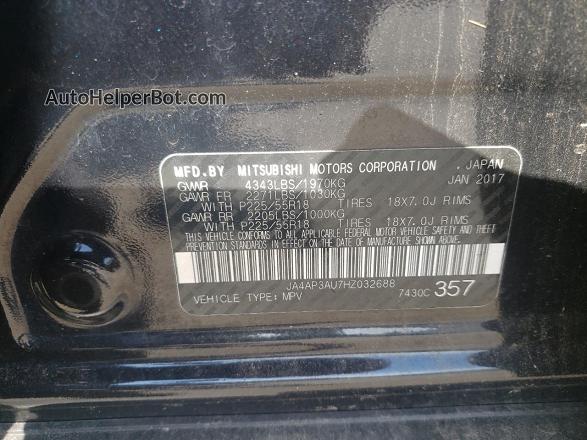 AutoHelperBot.com
MFD.BY MITSUBISHI MOTORS CORPORATION . JAPAN
GVWR 4343LBS/1970KG JAN 2017
GAWR FR 2271LBS/1030KG
WITH P225/55R18 TIRES 18X7.0J RIMS
GAWR RR 2205LBS/1000KG
WITH P225/55R18 TIRES 18X7.0J RIMS
THIS VEHICLE CONFORMS TO ALL APPLICABLE FEDERAL MOTOR VEHICLE SAFETY AND THEFT
PREVENTION STANDARDS IN EFFECT ON THE DATE OF MANUFACTURE SHOWN ABOVE.
JA4AP3AU7HZ032688
VEHICLE TYPE: MPV 7430C 357
AutoHelperBot.com